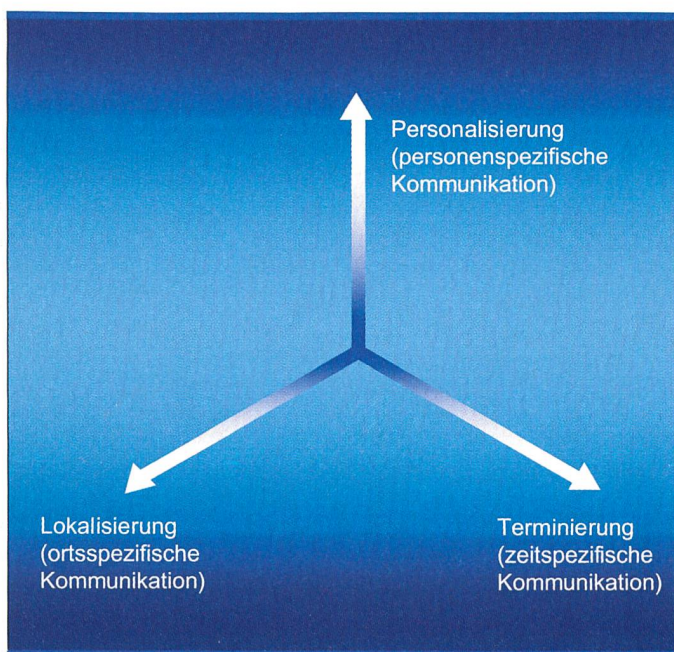 Personalisierung
(personenspezifische
Kommunikation)
Lokalisierung
(ortsspezifische
Kommunikation)
Terminierung
(zeitspezifische
Kommunikation)